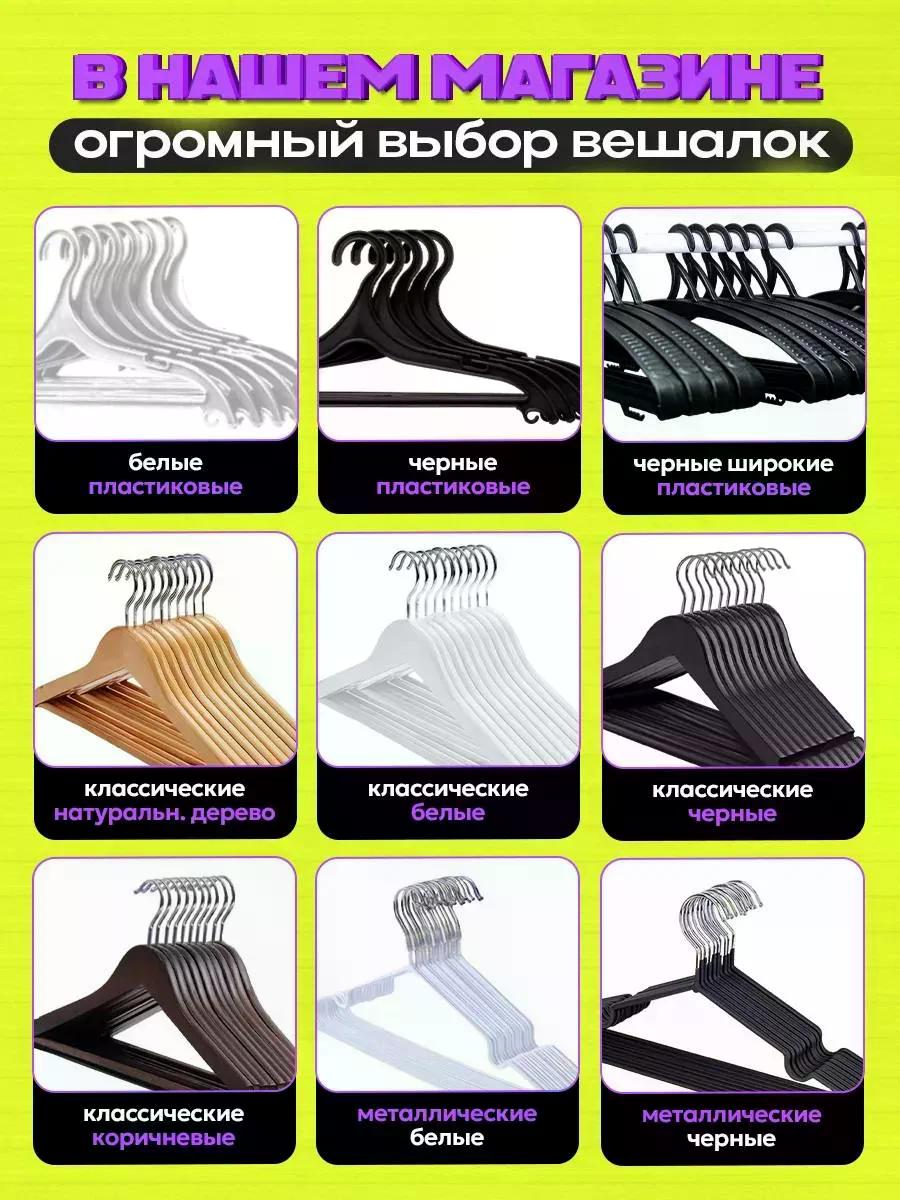 В НАШЕМ МАГАЗИНЕ
огромный выбор вешалок
белые
пластиковые
черные
пластиковые
черные широкие
пластиковые
классические
натуральн. дерево
классические
белые
классические
черные
классические
коричневые
металлические
белые
металлические
черные